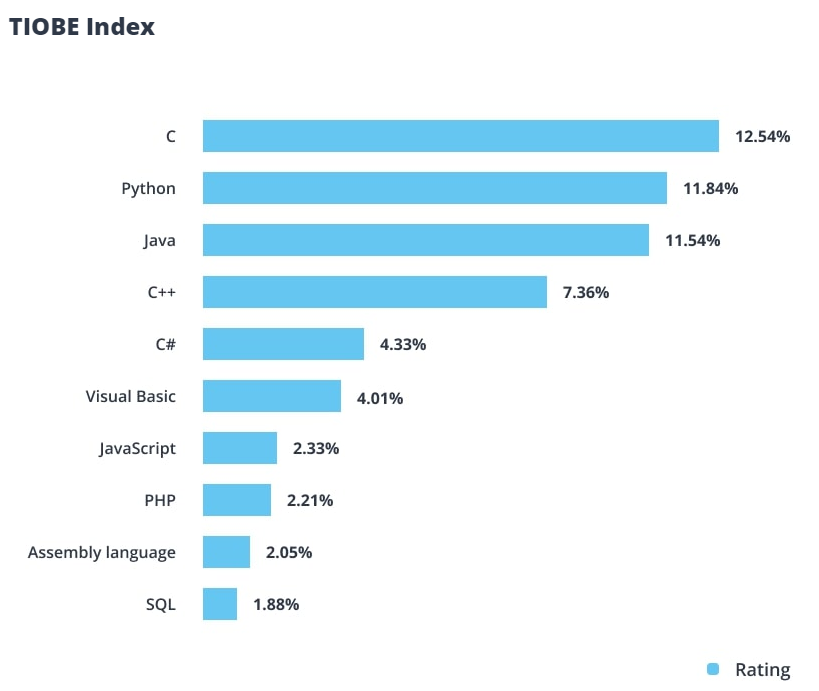 TIOBE Index
C 12.54%
Python 11.84%
Java 11.54%
C++ 7.36%
C# 4.33%
Visual Basic 4.01%
JavaScript 2.33%
PHP 2.21%
Assembly language 2.05%
SQL 1.88%
Rating